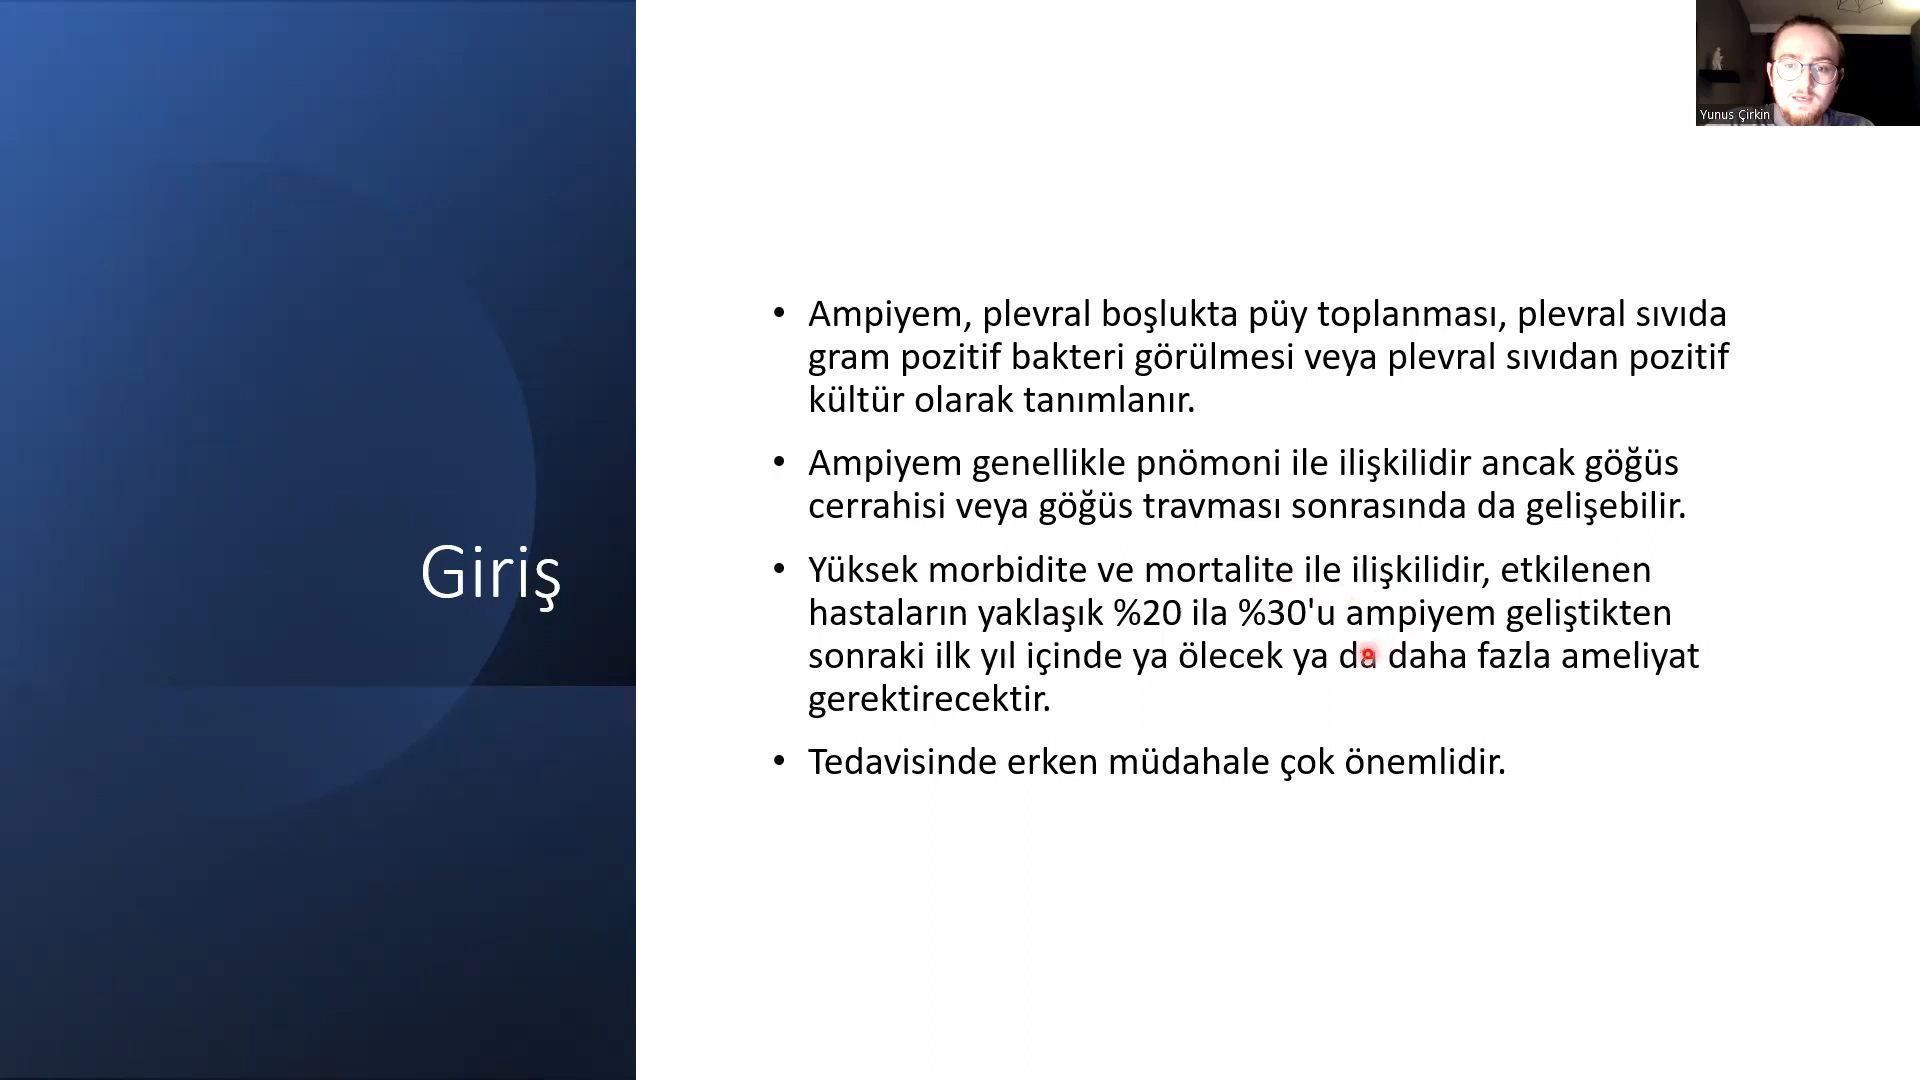 Yunus Çirkin
Giriş
• Ampiyem, plevral boşlukta püy toplanması, plevral sıvıda
gram pozitif bakteri görülmesi veya plevral sıvıdan pozitif
kültür olarak tanımlanır.
• Ampiyem genellikle pnömoni ile ilişkilidir ancak göğüs
cerrahisi veya göğüs travması sonrasında da gelişebilir.
• Yüksek morbidite ve mortalite ile ilişkilidir, etkilenen
hastaların yaklaşık %20 ila %30'u ampiyem geliştikten
sonraki ilk yıl içinde ya ölecek ya da daha fazla ameliyat
gerektirecektir.
• Tedavisinde erken müdahale çok önemlidir.